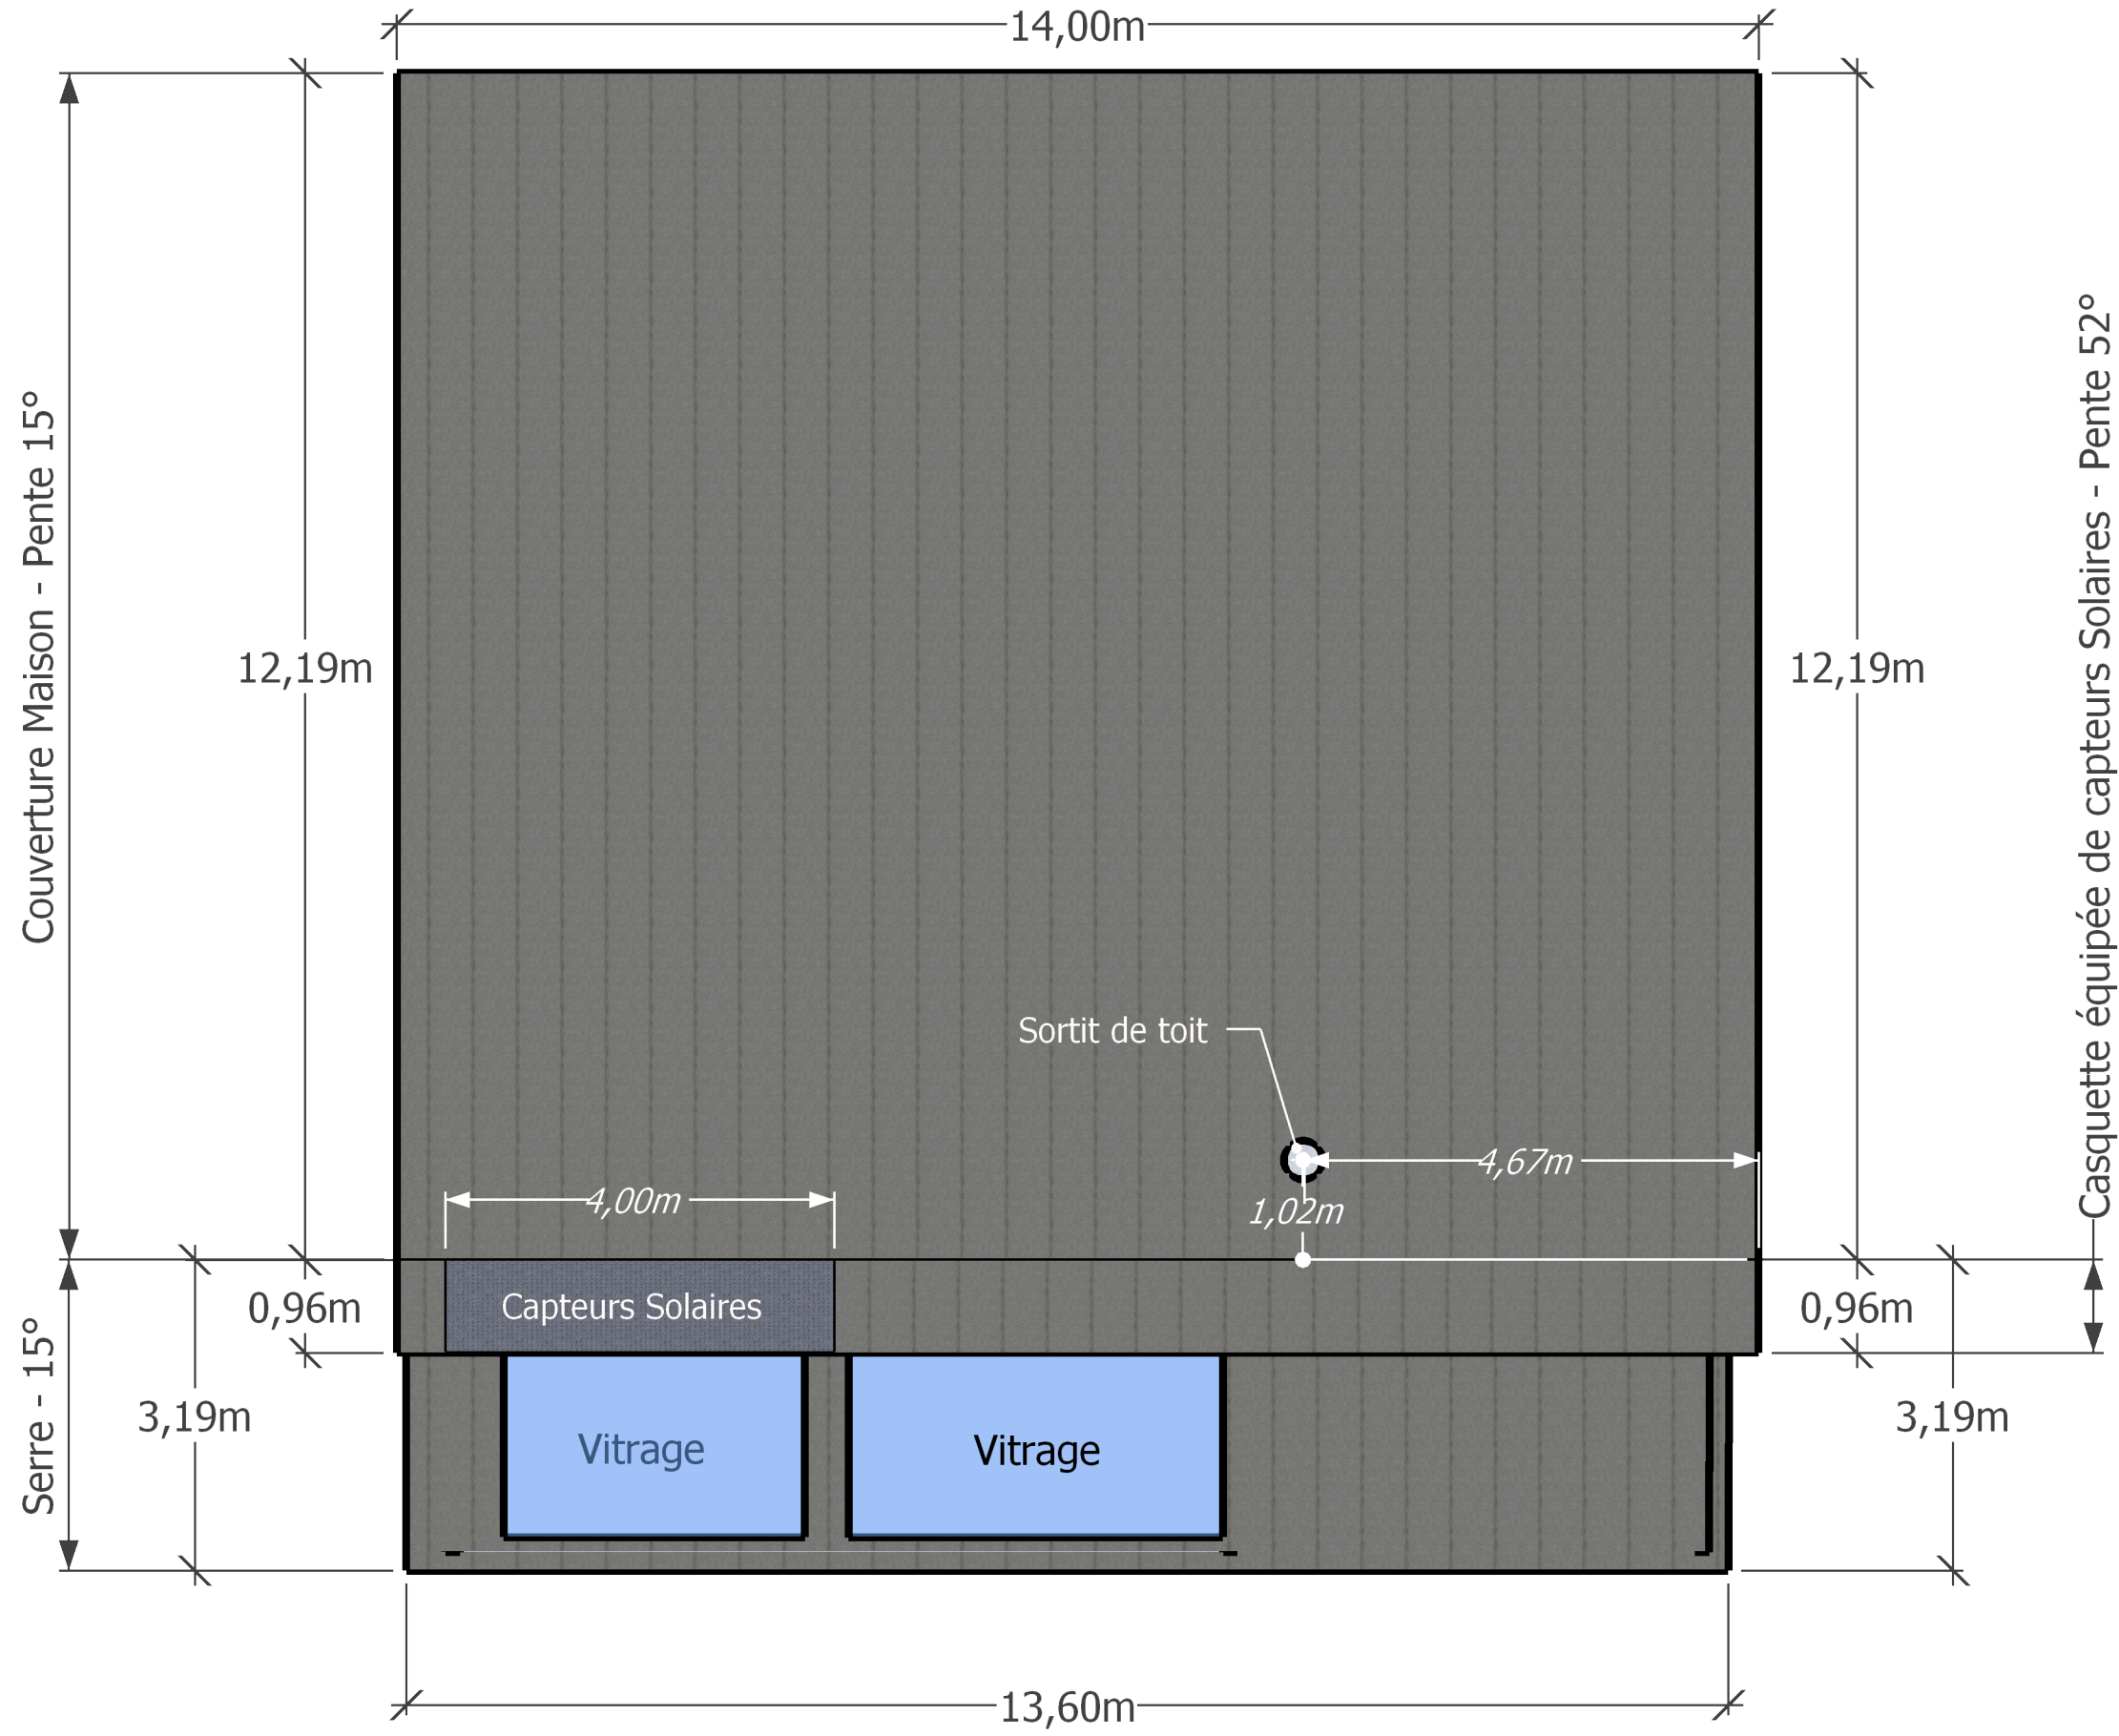 14,00m
Couverture Maison - Pente 15°
12,19m
12,19m
Casquette équipée de capteurs Solaires - Pente 52°
Sortit de toit
4,67m
4,00m
1,02m
Capteurs Solaires
0,96m
0,96m
Serre - 15°
3,19m
Vitrage
Vitrage
3,19m
13,60m